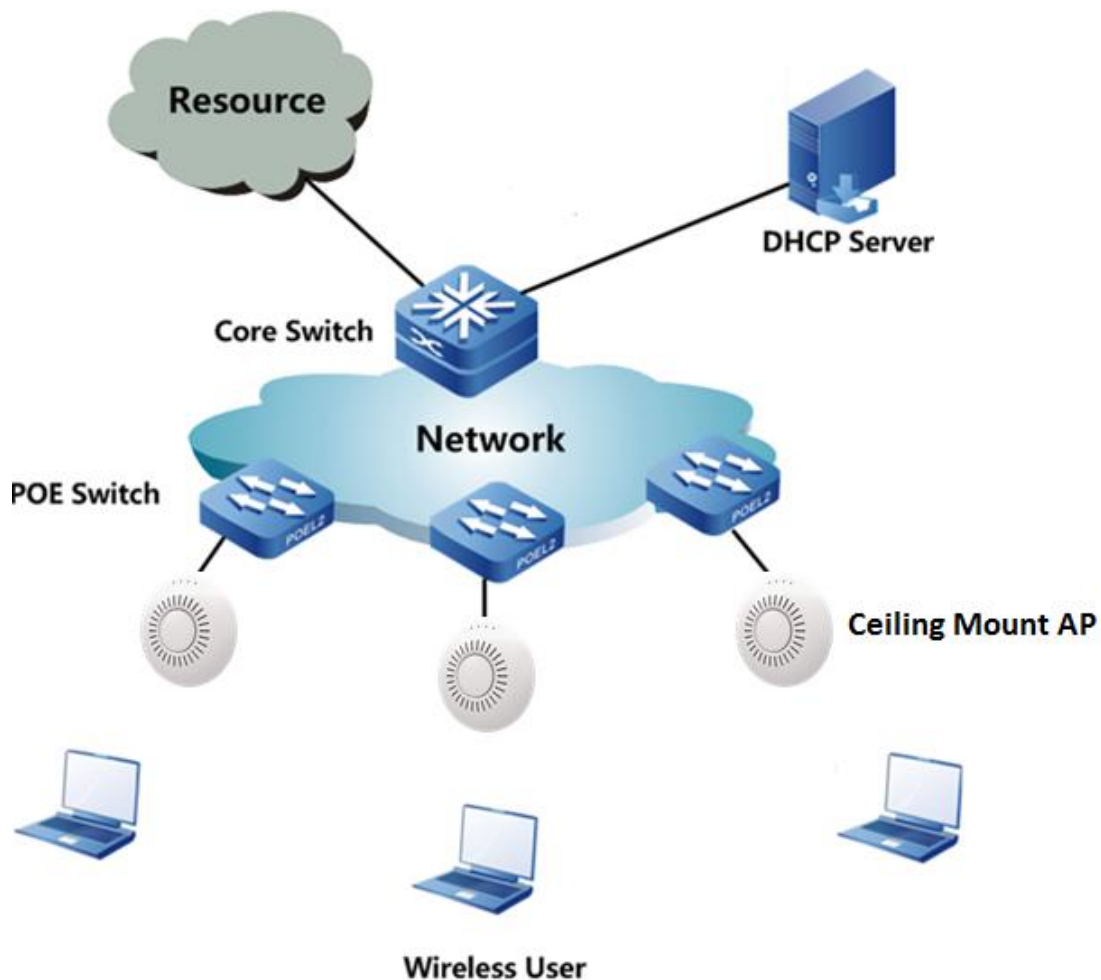 Resource
DHCP Server
Core Switch
Network
POE Switch
POEL2
POEL2
POEL2
Ceiling Mount AP
Wireless User